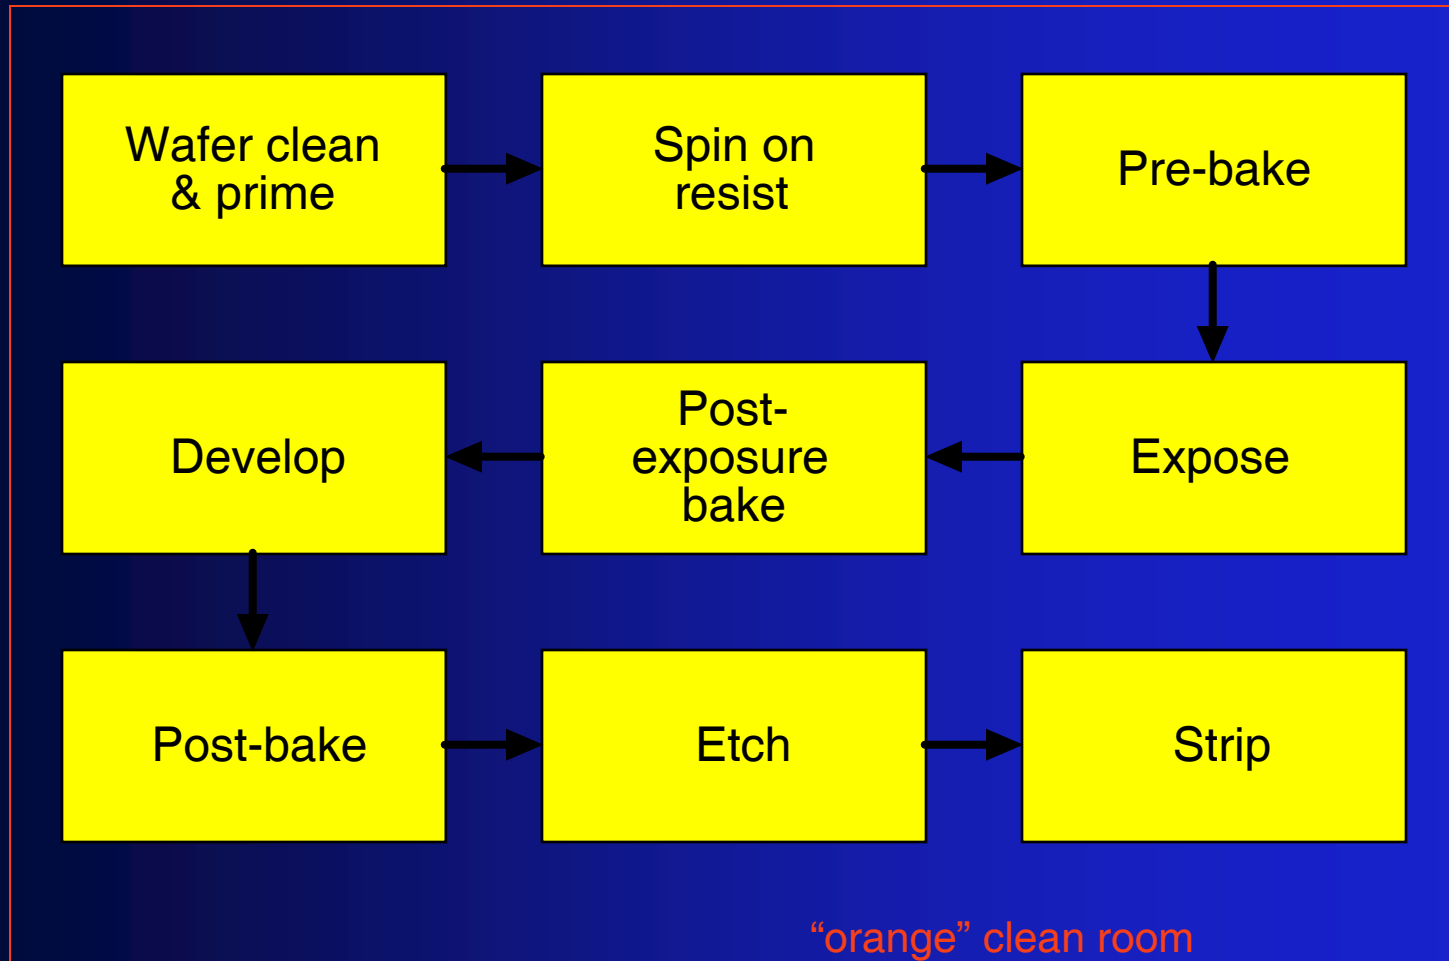 Wafer clean
& prime
Spin on
resist
Pre-bake
Expose
Post-
exposure
bake
Develop
Post-bake
Etch
Strip
“orange” clean room